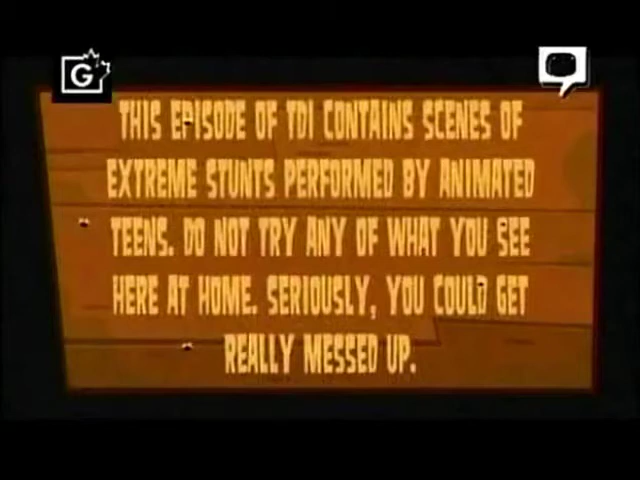 G
THIS EPISODE OF TDI CONTAINS SCENES OF
EXTREME STUNTS PERFORMED BY ANIMATED
TEENS. DO NOT TRY ANY OF WHAT YOU SEE
HERE AT HOME. SERIOUSLY, YOU COULD GET
REALLY MESSED UP.